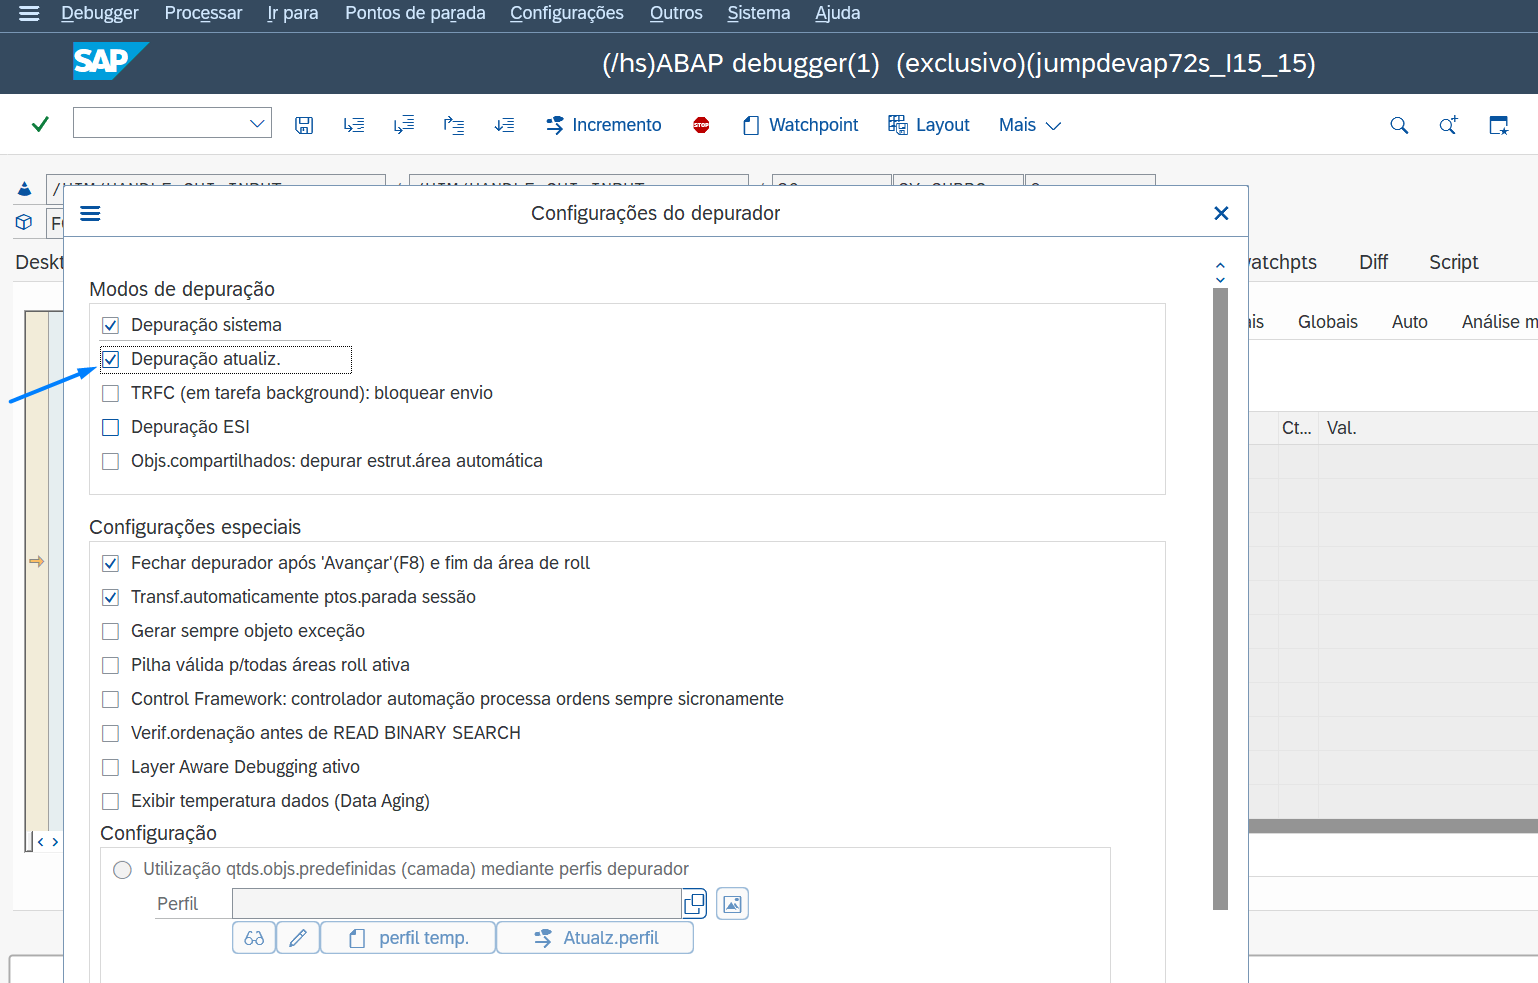 Debugger Processar Ir para Pontos de parada Configurações Outros Sistema Ajuda
SAP (/hs)ABAP debugger(1) (exclusivo)(jumpdevap72s_I15_15)
Incremento STOP Watchpoint Layout Mais
Configurações do depurador
Modos de depuração
Depuração sistema
Depuração atualiz.
TRFC (em tarefa background): bloquear envio
Depuração ESI
Objs.compartilhados: depurar estrut.área automática
Configurações especiais
Fechar depurador após 'Avançar'(F8) e fim da área de roll
Transf.automaticamente ptos.parada sessão
Gerar sempre objeto exceção
Pilha válida p/todas áreas roll ativa
Control Framework: controlador automação processa ordens sempre sicronamente
Verif.ordenação antes de READ BINARY SEARCH
Layer Aware Debugging ativo
Exibir temperatura dados (Data Aging)
Configuração
Utilização qtds.objs.predefinidas (camada) mediante perfis depurador
Perfil
perfil temp. Atualz.perfil
Deskt
atchpts Diff Script
is Globais Auto Análise m
Ct... Val.